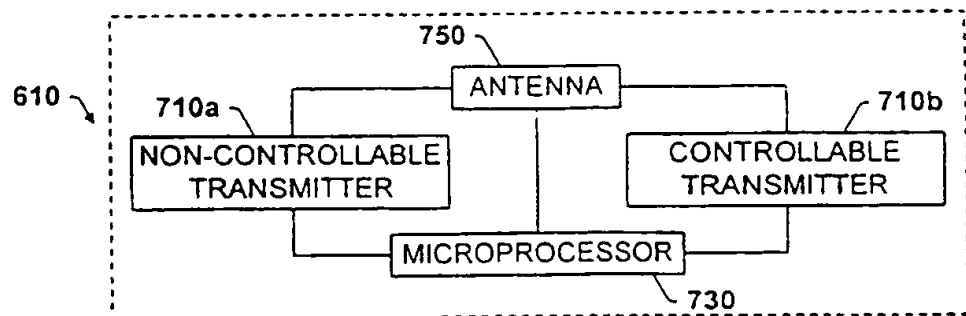 750
ANTENNA
610
710a
710b
NON-CONTROLLABLE
TRANSMITTER
CONTROLLABLE
TRANSMITTER
MICROPROCESSOR
730